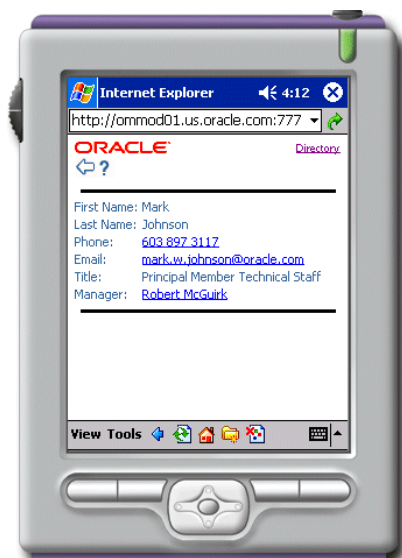 Internet Explorer 4:12
http://ommod01.us.oracle.com:777
ORACLE
Directory
?
First Name: Mark
Last Name: Johnson
Phone: 603 897 3117
Email: mark.w.johnson@oracle.com
Title: Principal Member Technical Staff
Manager: Robert McGuirk
View Tools